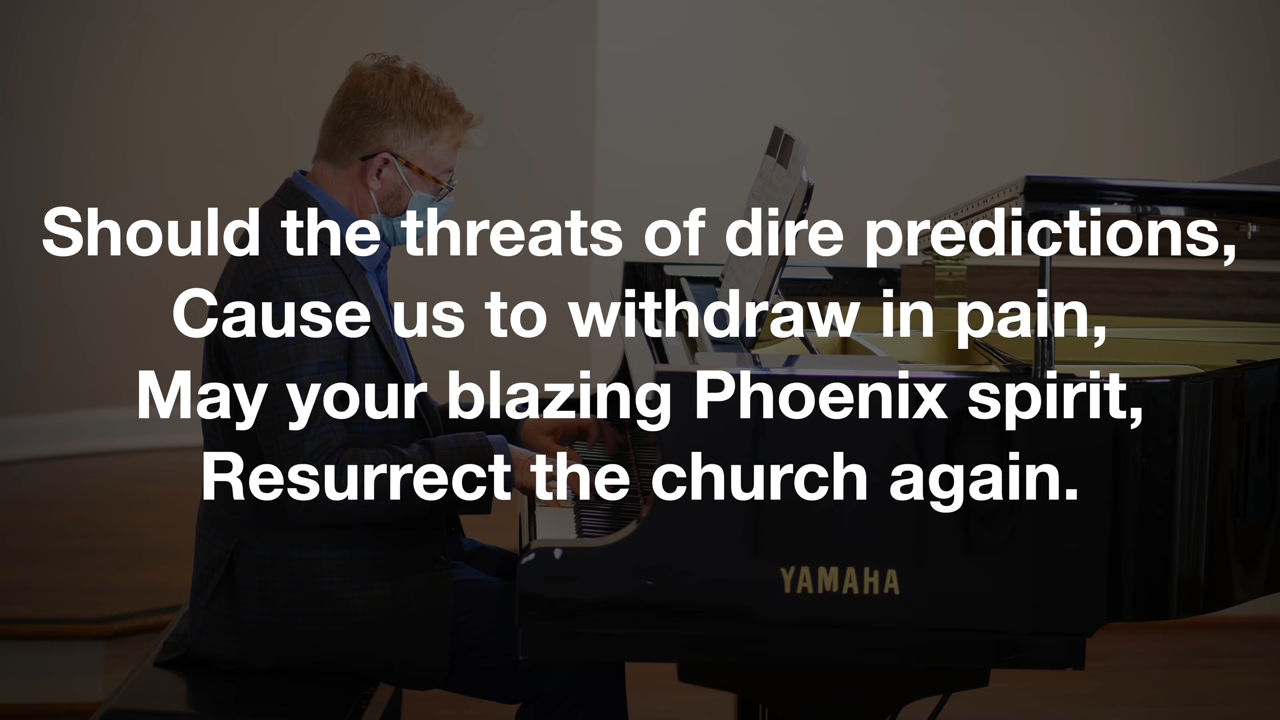 Should the threats of dire predictions,
Cause us to withdraw in pain,
May your blazing Phoenix spirit,
Resurrect the church again.
YAMAHA